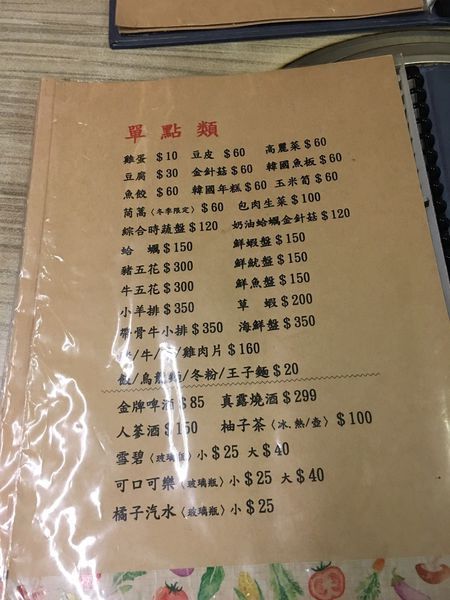 單點類
雞蛋 $10 豆皮 $60 高麗菜 $60
豆腐 $30 金針菇 $60 韓國魚板 $60
魚餃 $60 韓國年糕 $60 玉米筍 $60
茼萵〈冬季限定〉$60 包肉生菜 $100
綜合時蔬盤 $120 奶油蛤蠣金針菇 $120
蛤 蠣 $150 鮮蝦盤 $150
豬五花 $300 鮮魷盤 $150
牛五花 $300 鮮魚盤 $150
小羊排 $350 草 蝦 $200
帶骨牛小排 $350 海鮮盤 $350
/牛/ /雞肉片 $160
飯/烏龍麵/冬粉/王子麵 $20
金牌啤酒 $85 真露燒酒 $299
人蔘酒 $150 柚子茶〈冰.熱/壺〉$100
雪碧〈玻璃瓶〉小 $25 大 $40
可口可樂〈玻璃瓶〉小 $25 大 $40
橘子汽水〈玻璃瓶〉小 $25